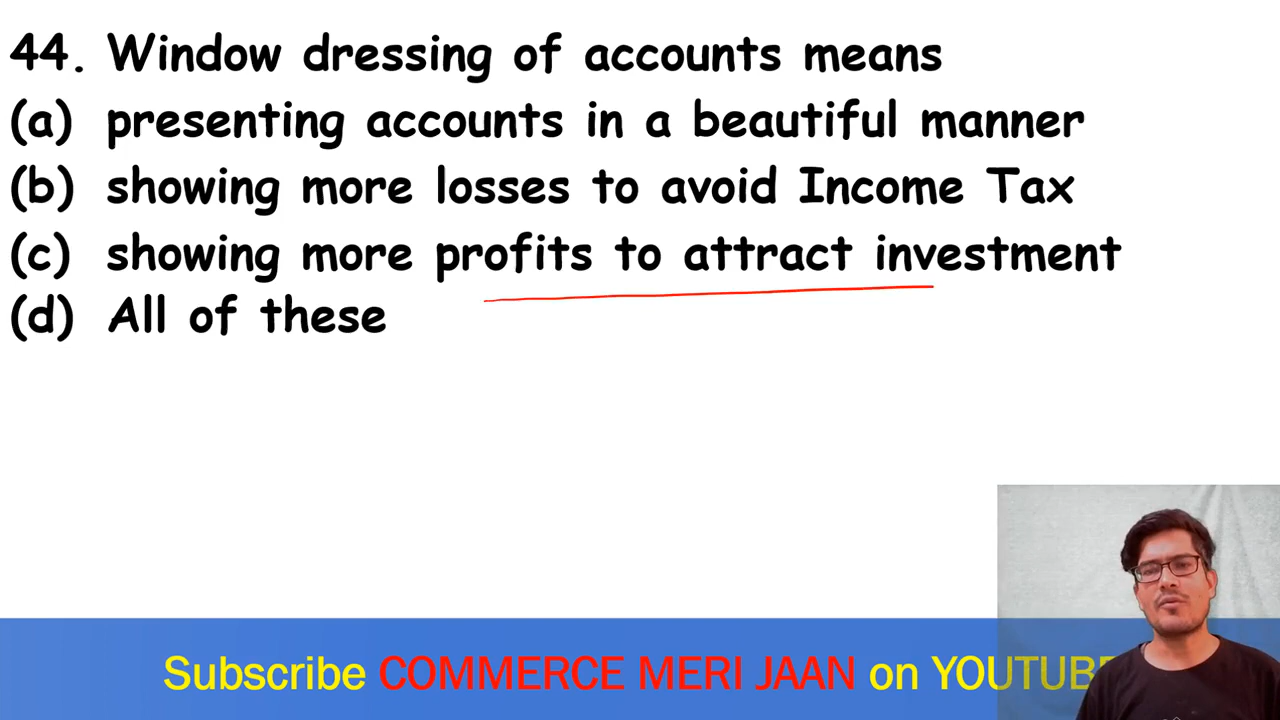 44. Window dressing of accounts means
(a) presenting accounts in a beautiful manner
(b) showing more losses to avoid Income Tax
(c) showing more profits to attract investment
(d) All of these
Subscribe COMMERCE MERI JAAN on YOUTUBE